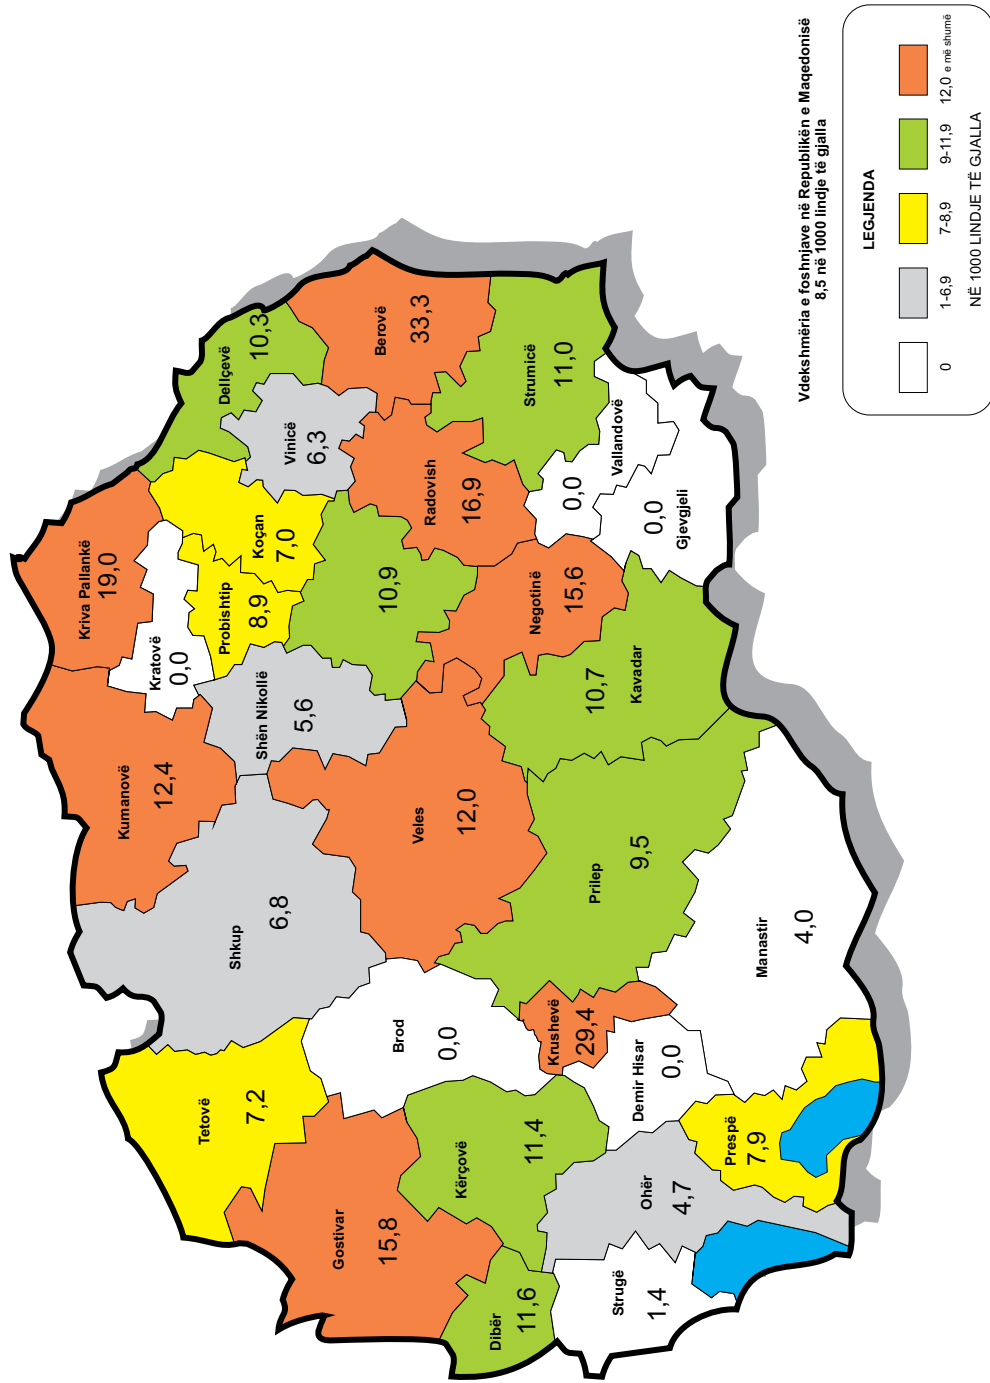 Kriva Pallankë
19,0
Kumanovë
12,4
Kratovë
0,0
Dellçevë
10,3
Probishtip
8,9
Koçan
7,0
Vinicë
6,3
Berovë
33,3
Shën Nikollë
5,6
10,9
Radovish
16,9
Strumicë
11,0
Shkup
6,8
Veles
12,0
Negotinë
15,6
Vallandovë
0,0
Gjevgjeli
0,0
Kavadar
10,7
Tetovë
7,2
Brod
0,0
Prilep
9,5
Gostivar
15,8
Kërçovë
11,4
Krushevë
29,4
Demir Hisar
0,0
Manastir
4,0
Dibër
11,6
Strugë
1,4
Ohër
4,7
Prespë
7,9
Vdekshmëria e foshnjave në Republikën e Maqedonisë
8,5 në 1000 lindje të gjalla
LEGJENDA
0
1-6,9
7-8,9
9-11,9
12,0 e më shumë
NË 1000 LINDJE TË GJALLA